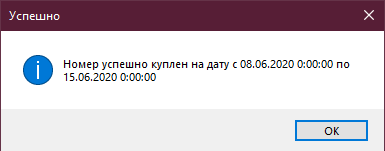 Успешно
Номер успешно куплен на дату с 08.06.2020 0:00:00 по
15.06.2020 0:00:00
ОК